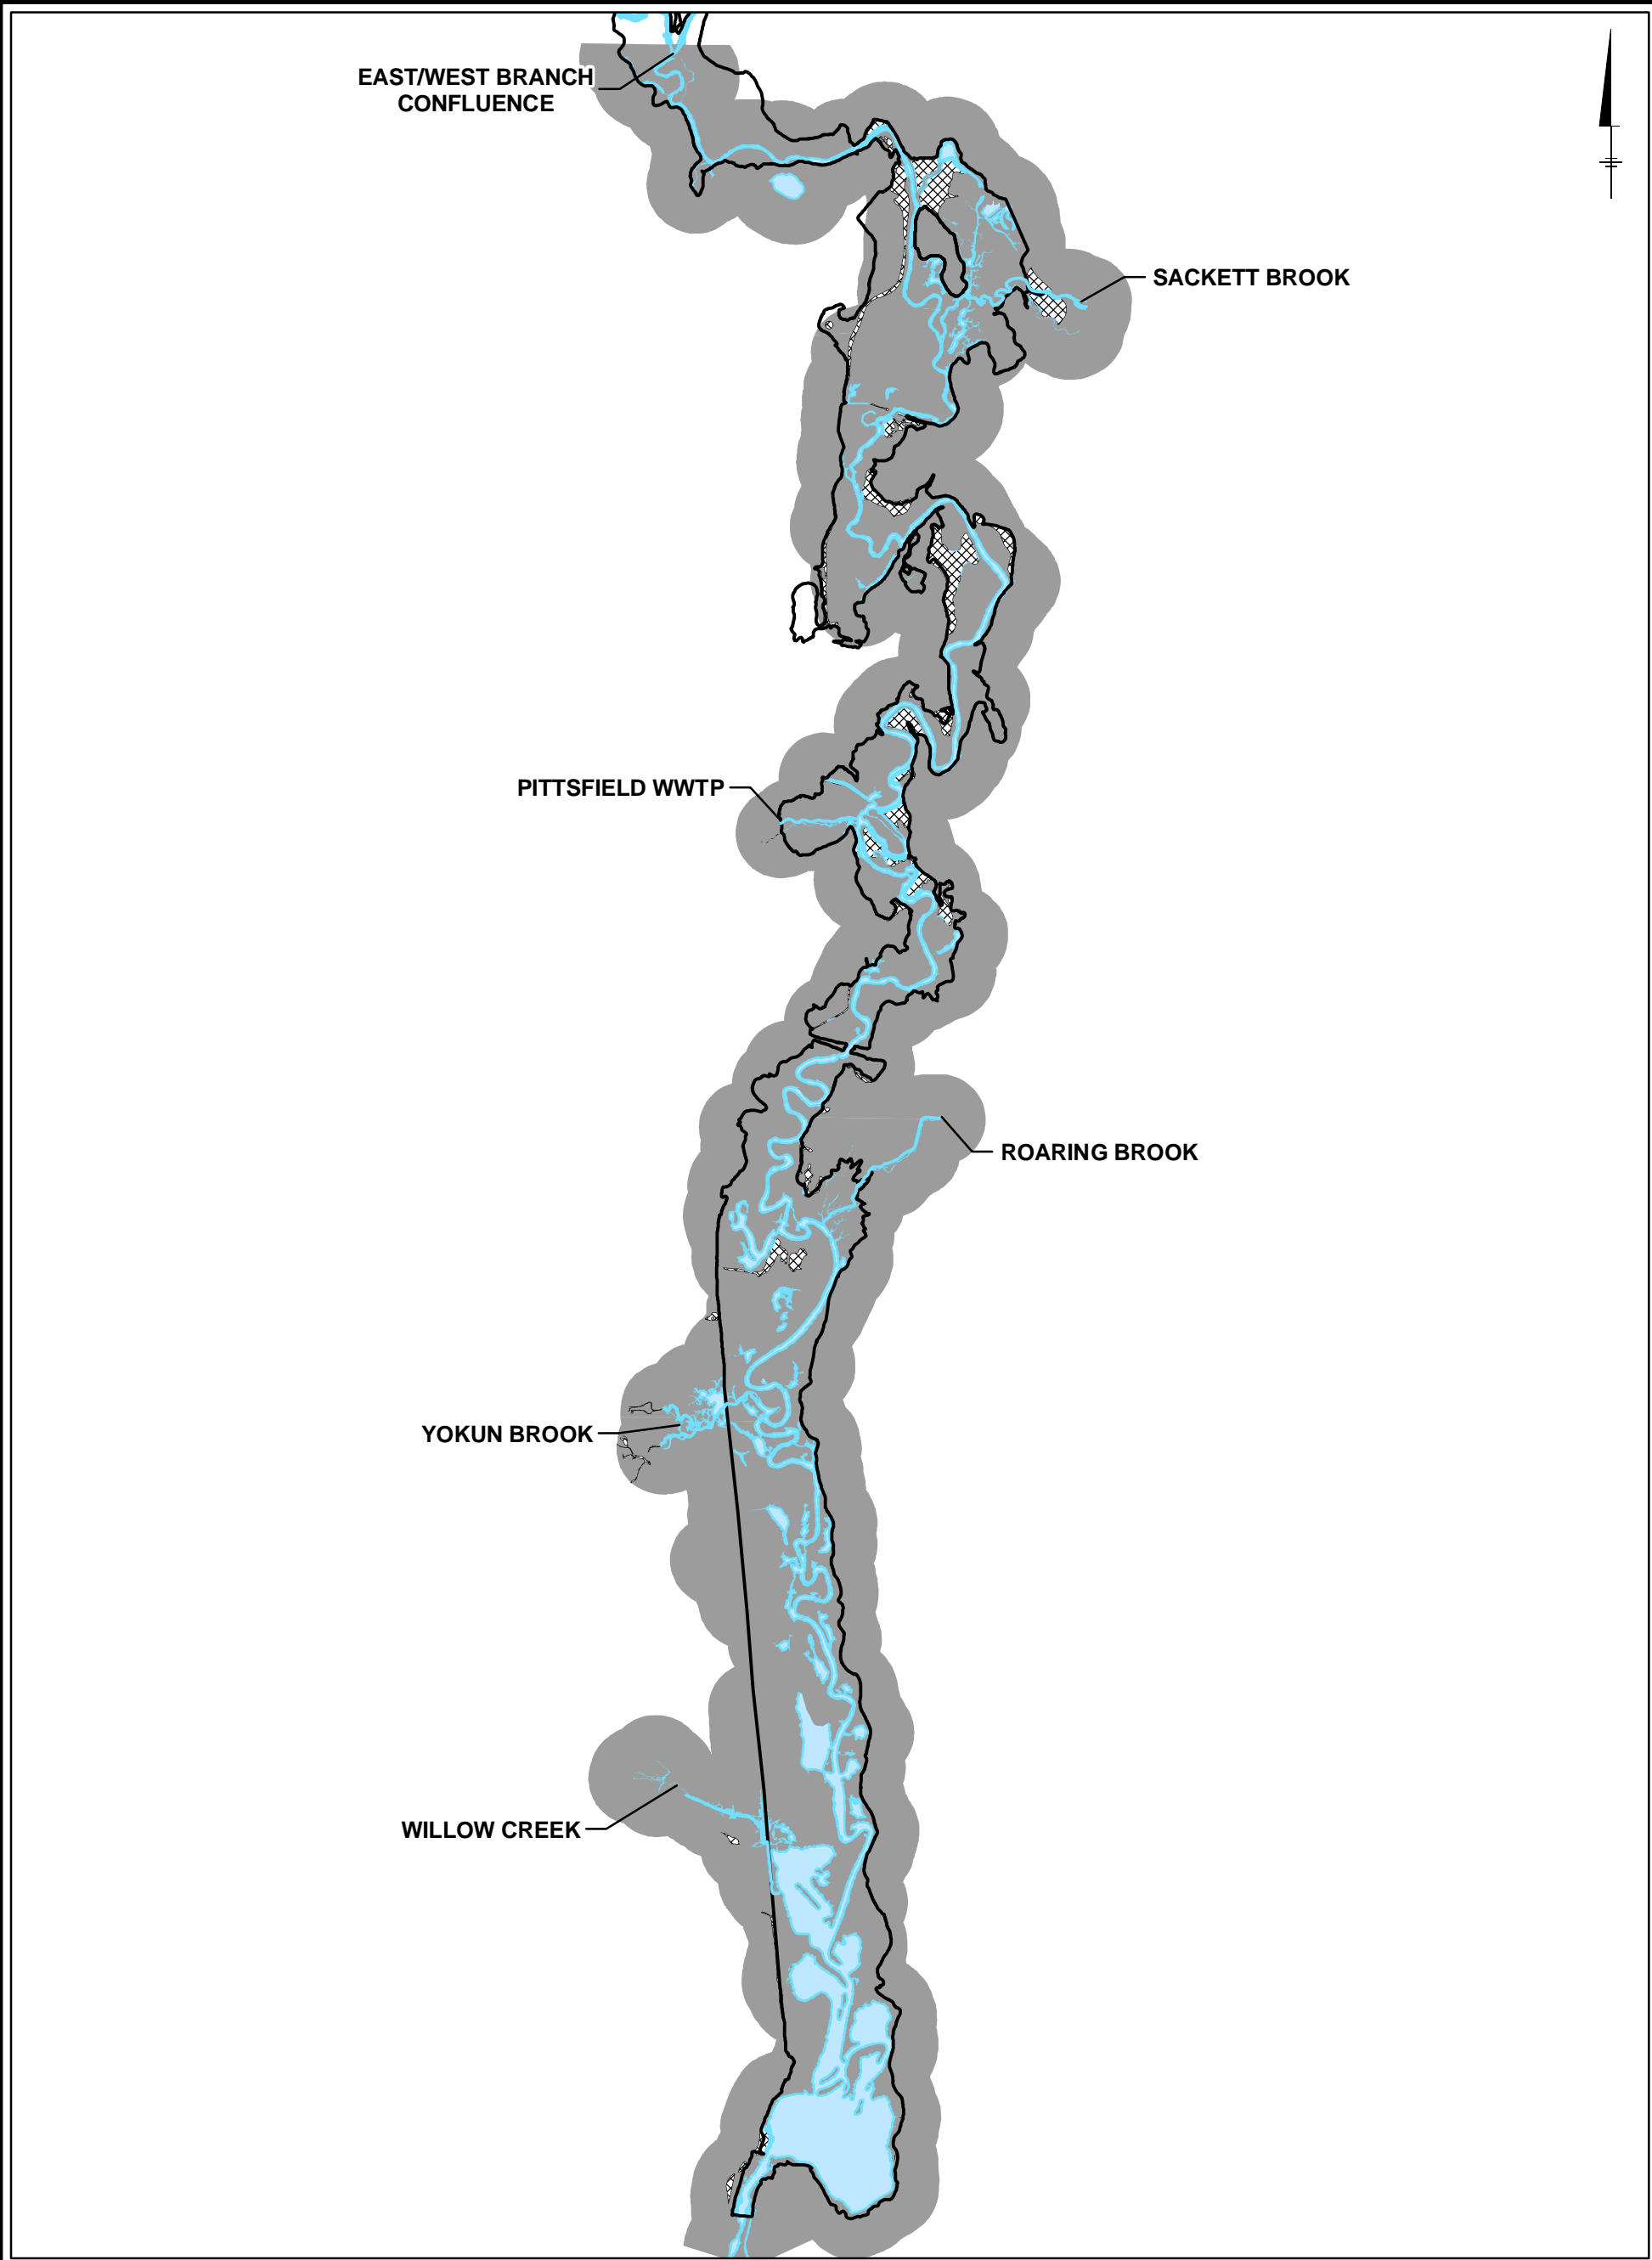 EAST/WEST BRANCH
CONFLUENCE
SACKETT BROOK
PITTSFIELD WWTP
ROARING BROOK
YOKUN BROOK
WILLOW CREEK